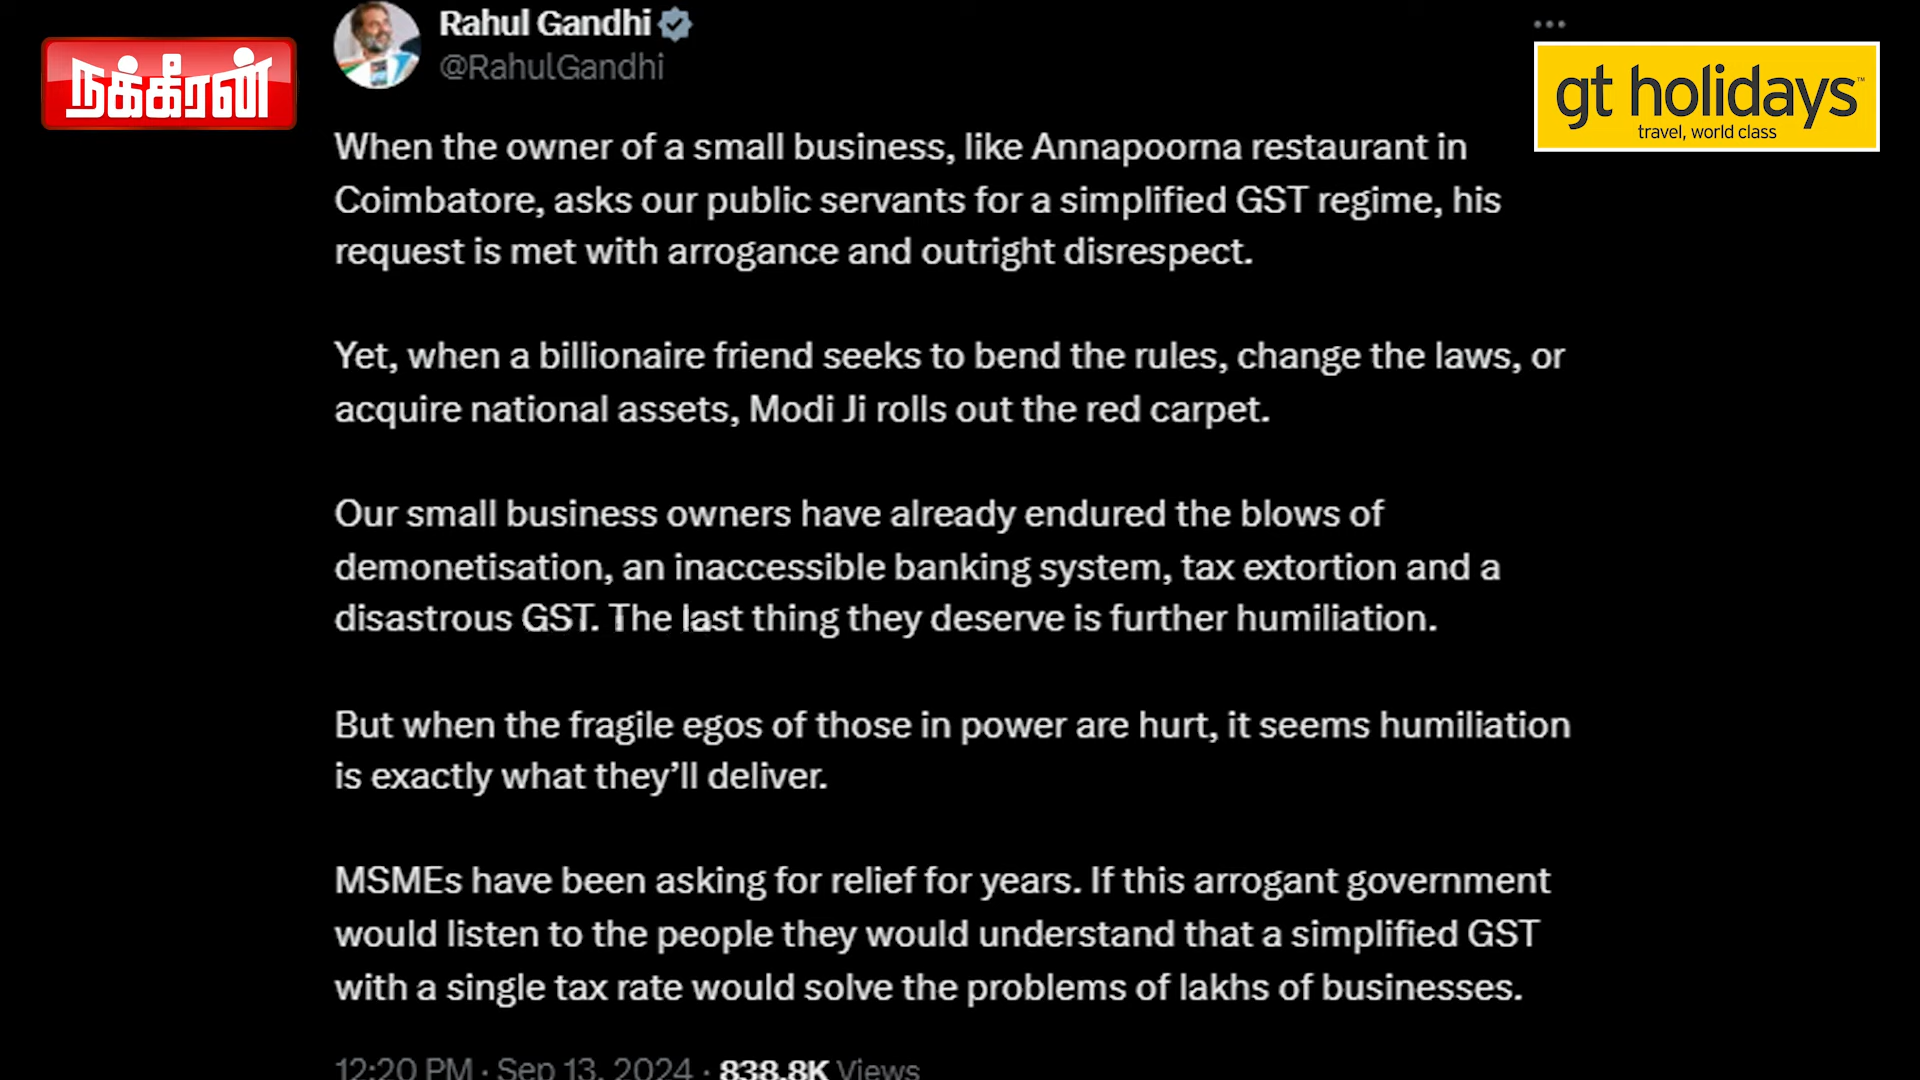 Rahul Gandhi
@RahulGandhi
நக்கீரன்
gt holidays™
travel, world class
When the owner of a small business, like Annapoorna restaurant in
Coimbatore, asks our public servants for a simplified GST regime, his
request is met with arrogance and outright disrespect.
Yet, when a billionaire friend seeks to bend the rules, change the laws, or
acquire national assets, Modi Ji rolls out the red carpet.
Our small business owners have already endured the blows of
demonetisation, an inaccessible banking system, tax extortion and a
disastrous GST. The last thing they deserve is further humiliation.
But when the fragile egos of those in power are hurt, it seems humiliation
is exactly what they’ll deliver.
MSMEs have been asking for relief for years. If this arrogant government
would listen to the people they would understand that a simplified GST
with a single tax rate would solve the problems of lakhs of businesses.
12:20 PM · Sep 13, 2024 · 838.8K Views